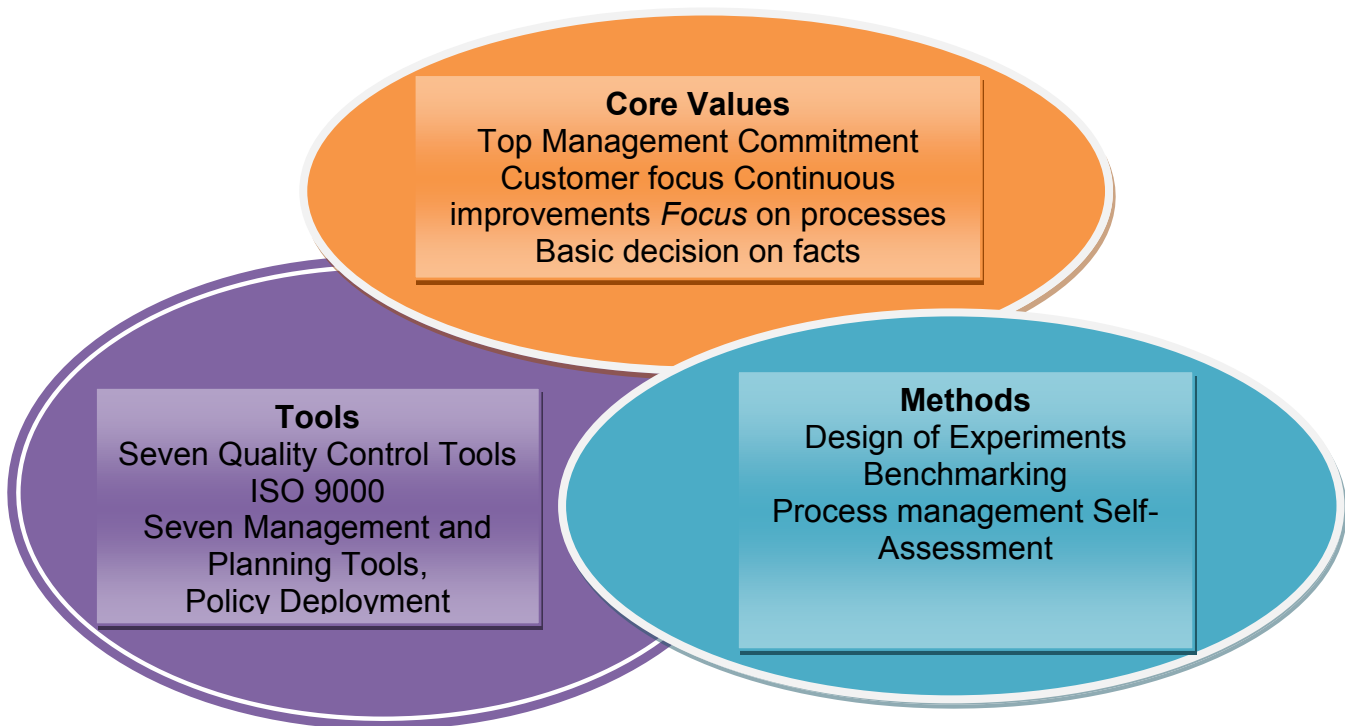 Core Values
Top Management Commitment
Customer focus Continuous
improvements Focus on processes
Basic decision on facts
Tools
Seven Quality Control Tools
ISO 9000
Seven Management and
Planning Tools,
Policy Deployment
Methods
Design of Experiments
Benchmarking
Process management Self-
Assessment